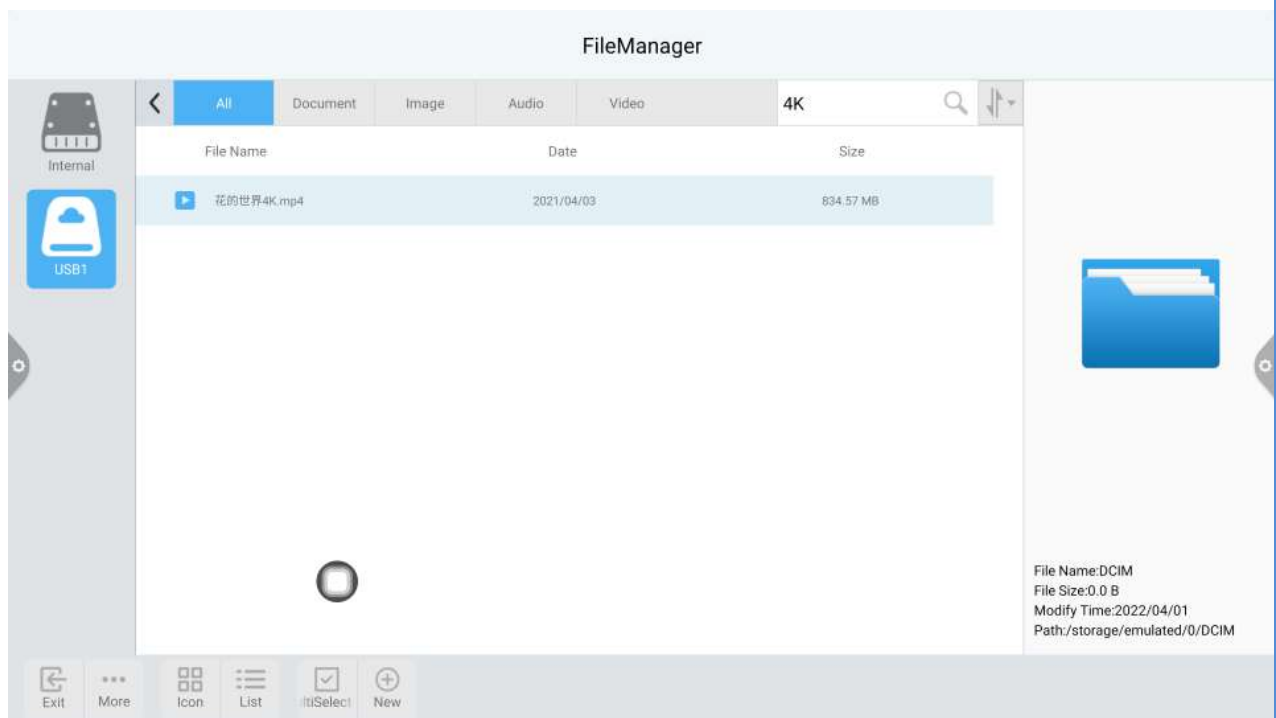 FileManager
Internal
USB1
All Document Image Audio Video 4K
File Name Date Size
花的世界4K.mp4 2021/04/03 834.57 MB
File Name:DCIM
File Size:0.0 B
Modify Time:2022/04/01
Path:/storage/emulated/0/DCIM
Exit More Icon List ltiSelect New